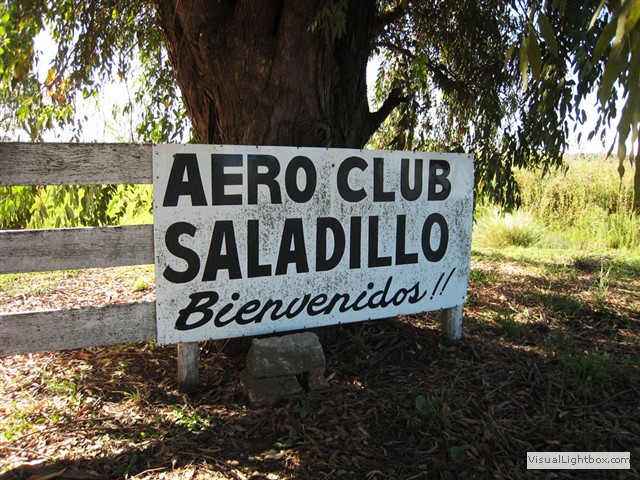 AERO CLUB
SALADILLO
Bienvenidos!!
VisualLightbox.com